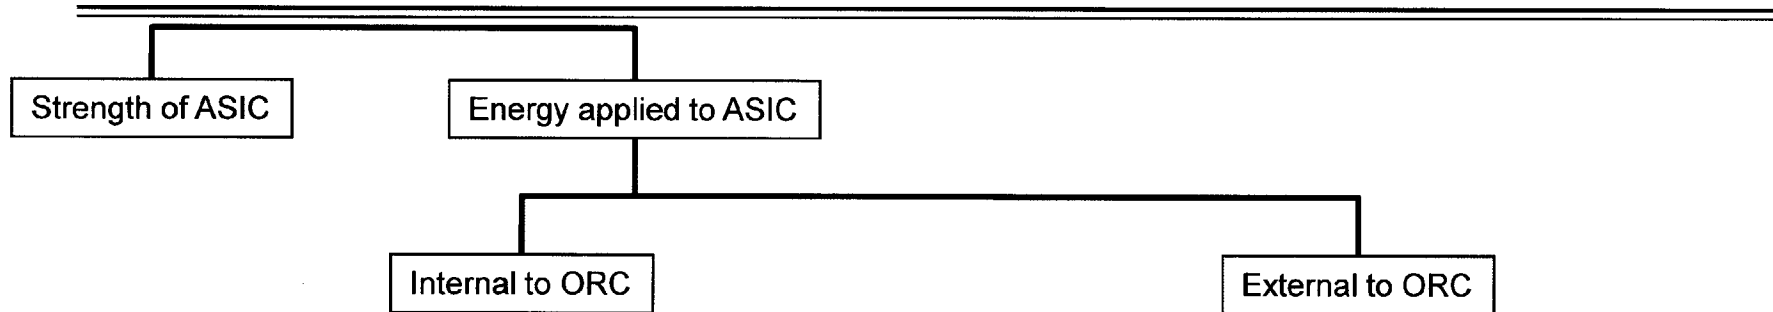 Strength of ASIC
Energy applied to ASIC
Internal to ORC
External to ORC